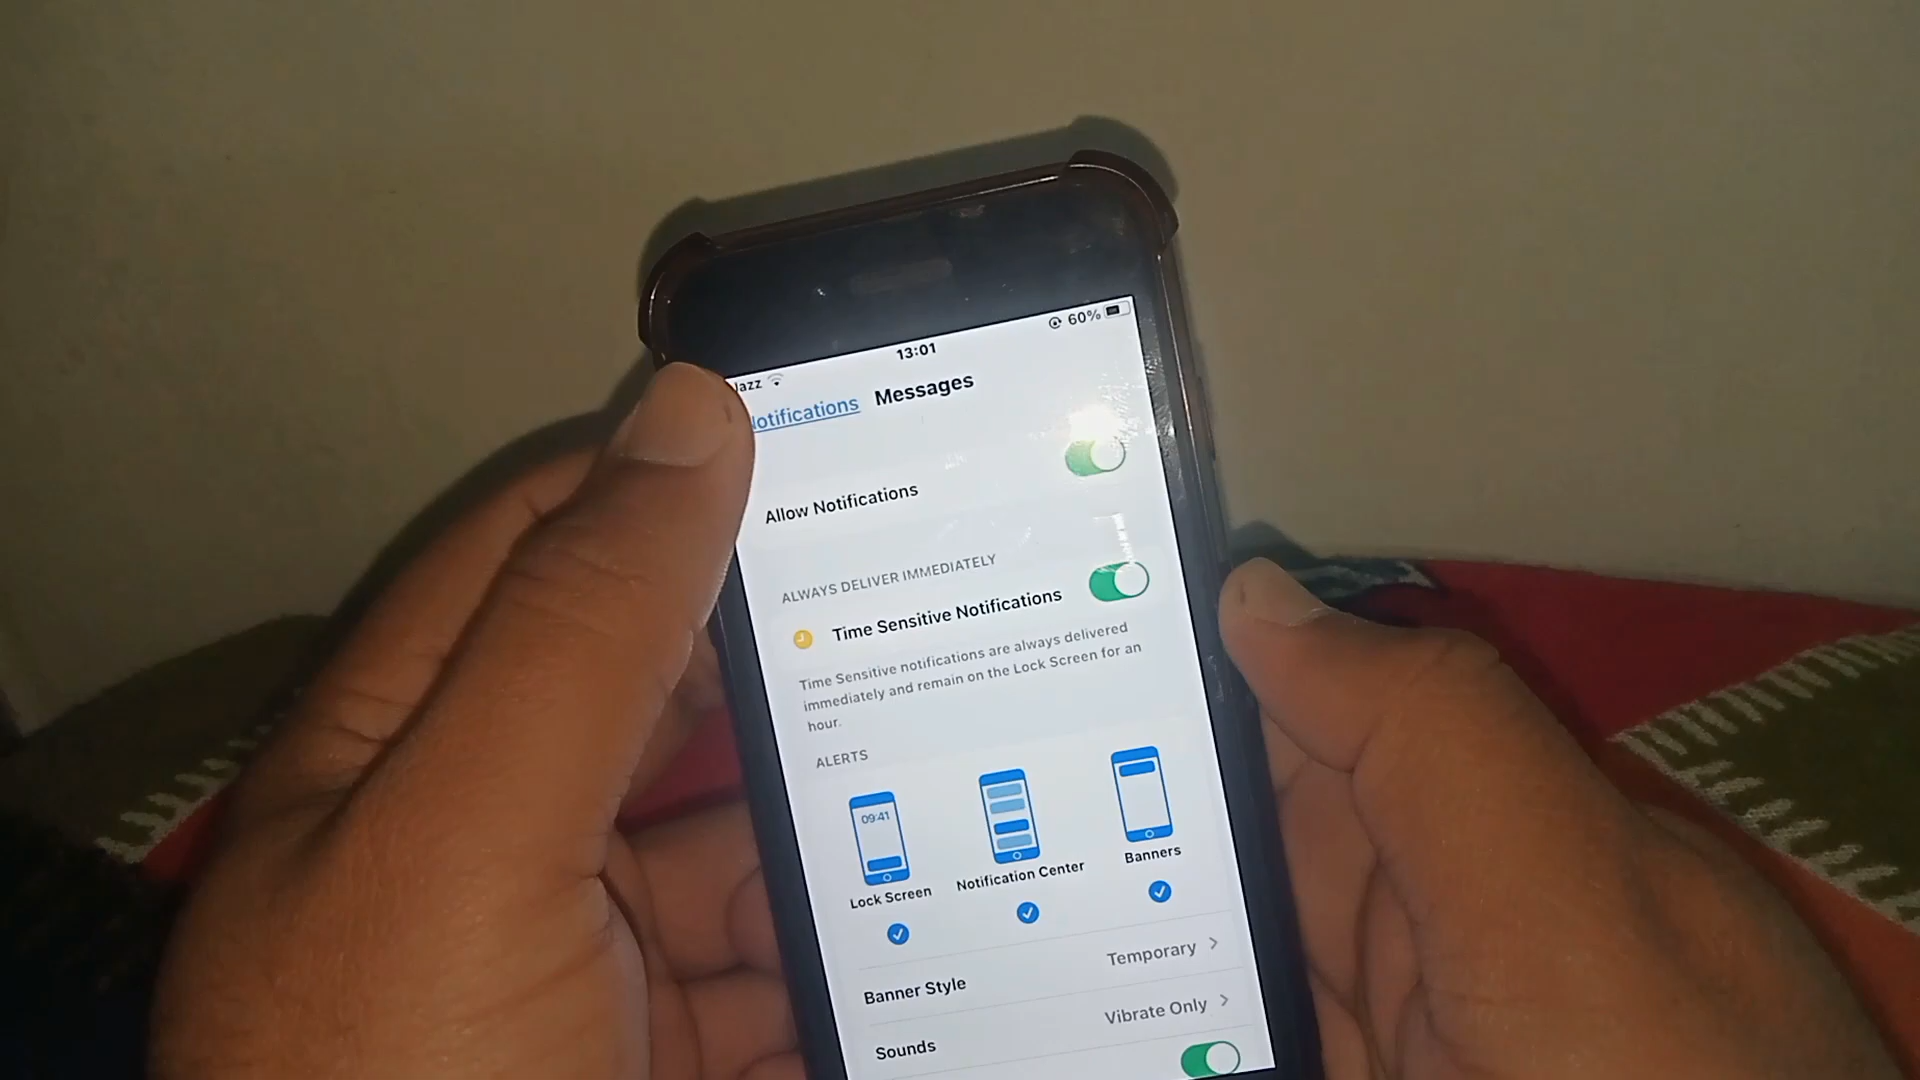 60%
13:01
Jazz
Notifications Messages
Allow Notifications
ALWAYS DELIVER IMMEDIATELY
Time Sensitive Notifications
Time Sensitive notifications are always delivered
immediately and remain on the Lock Screen for an
hour.
ALERTS
09:41
Lock Screen Notification Center Banners
Banner Style Temporary
Sounds Vibrate Only